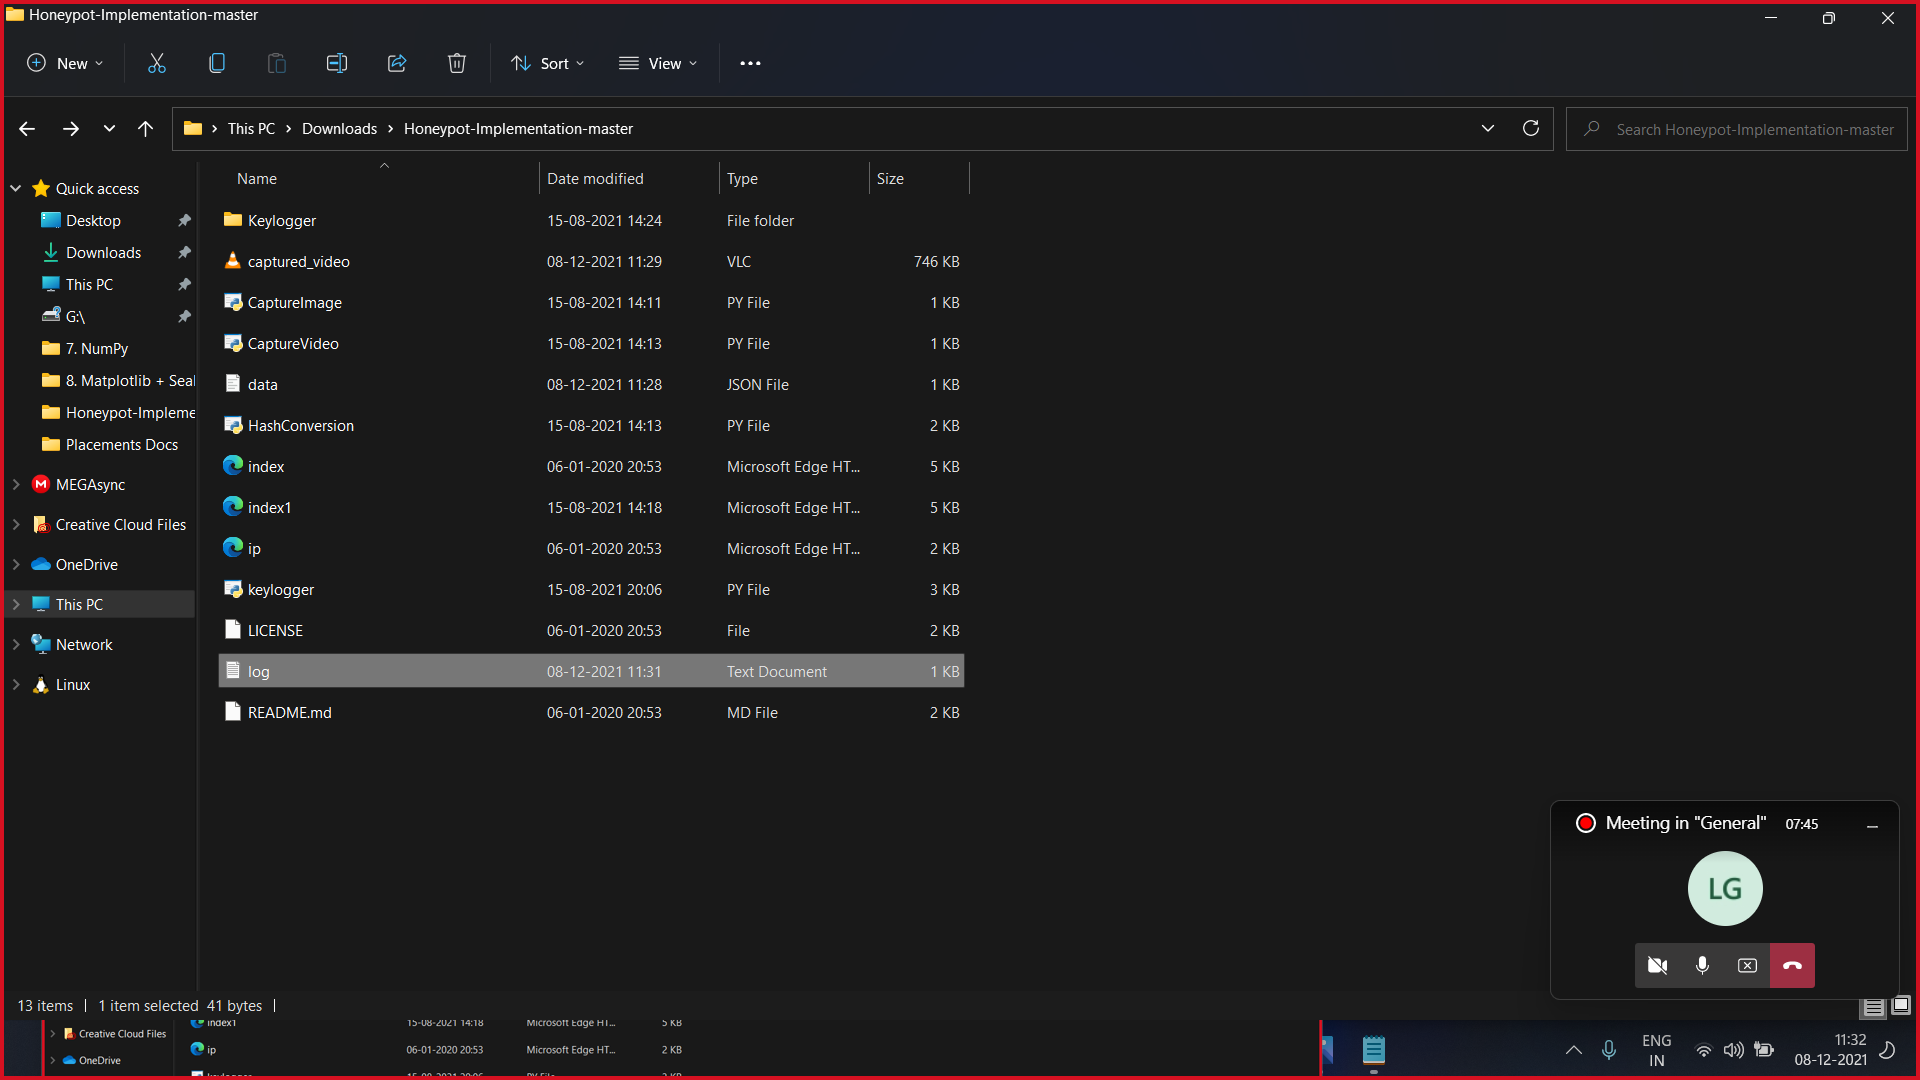 Honeypot-Implementation-master
New
Sort
View
This PC
Downloads
Honeypot-Implementation-master
Search Honeypot-Implementation-master
Quick access
Desktop
Downloads
This PC
G:\
7. NumPy
8. Matplotlib + Sea
Honeypot-Impleme
Placements Docs
MEGAsync
Creative Cloud Files
OneDrive
This PC
Network
Linux
Name Date modified Type Size
Keylogger 15-08-2021 14:24 File folder
captured_video 08-12-2021 11:29 VLC 746 KB
CaptureImage 15-08-2021 14:11 PY File 1 KB
CaptureVideo 15-08-2021 14:13 PY File 1 KB
data 08-12-2021 11:28 JSON File 1 KB
HashConversion 15-08-2021 14:13 PY File 2 KB
index 06-01-2020 20:53 Microsoft Edge HT... 5 KB
index1 15-08-2021 14:18 Microsoft Edge HT... 5 KB
ip 06-01-2020 20:53 Microsoft Edge HT... 2 KB
keylogger 15-08-2021 20:06 PY File 3 KB
LICENSE 06-01-2020 20:53 File 2 KB
log 08-12-2021 11:31 Text Document 1 KB
README.md 06-01-2020 20:53 MD File 2 KB
Meeting in "General" 07:45
LG
13 items 1 item selected 41 bytes
index1 15-08-2021 14:18 Microsoft Edge HT... 5 KB
Creative Cloud Files
ip 06-01-2020 20:53 Microsoft Edge HT... 2 KB
OneDrive
ENG
IN
11:32
08-12-2021